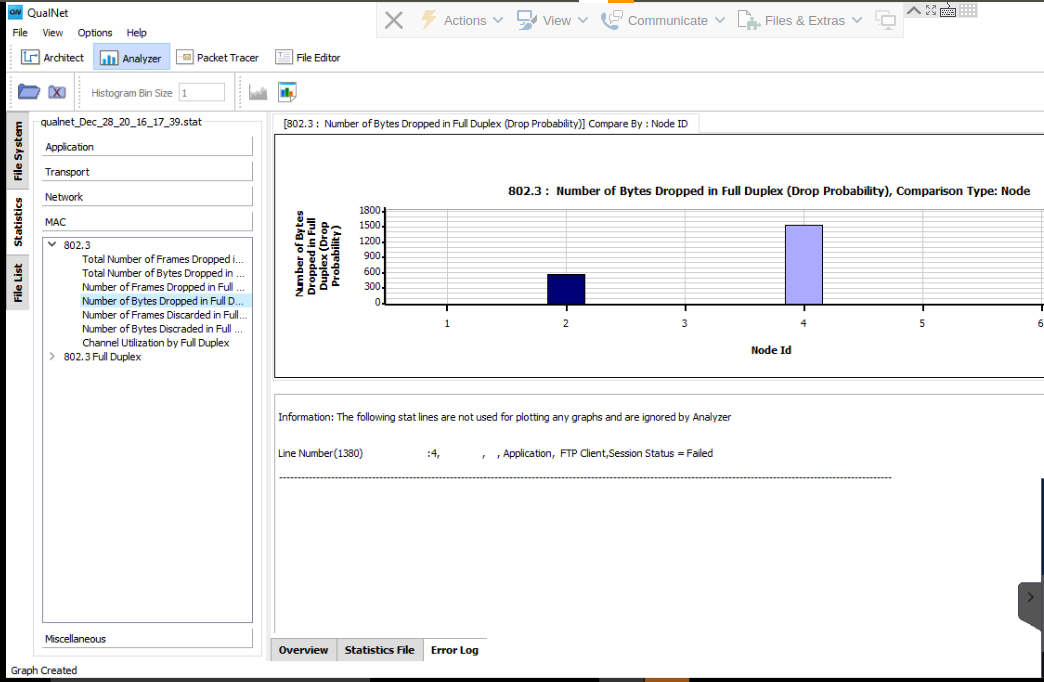 QN QualNet
Actions View Communicate Files & Extras
File View Options Help
Architect Analyzer Packet Tracer File Editor
Histogram Bin Size 1
File System
Statistics
File List
qualnet_Dec_28_20_16_17_39.stat
Application
Transport
Network
MAC
802.3
Total Number of Frames Dropped i...
Total Number of Bytes Dropped in ...
Number of Frames Dropped in Full ...
Number of Bytes Dropped in Full D...
Number of Frames Discarded in Full...
Number of Bytes Discraded in Full ...
Channel Utilization by Full Duplex
802.3 Full Duplex
Miscellaneous
[802.3 : Number of Bytes Dropped in Full Duplex (Drop Probability)] Compare By : Node ID
802.3 : Number of Bytes Dropped in Full Duplex (Drop Probability), Comparison Type: Node
Number of Bytes
Dropped in Full
Duplex (Drop
Probability)
1800
1500
1200
900
600
300
0
1 2 3 4 5 6
Node Id
Information: The following stat lines are not used for plotting any graphs and are ignored by Analyzer
Line Number(1380) :4, , , Application, FTP Client,Session Status = Failed
Overview Statistics File Error Log
Graph Created